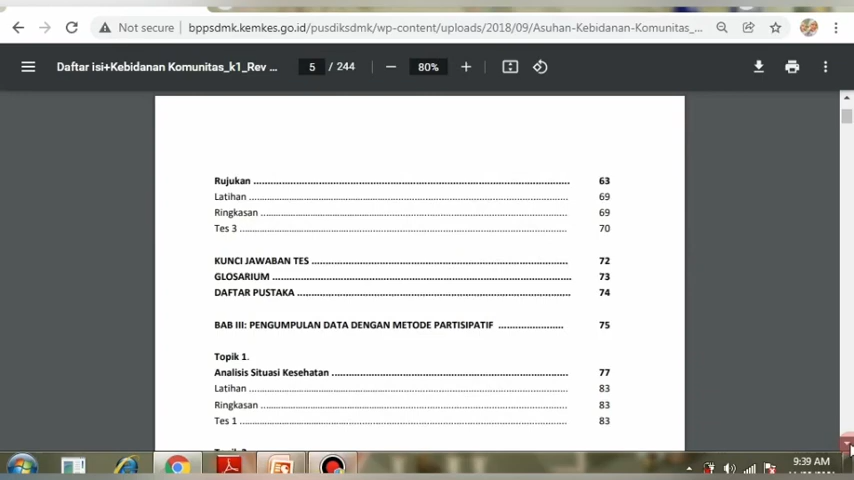 Not secure
bppsdmk.kemkes.go.id/pusdiksdmk/wp-content/uploads/2018/09/Asuhan-Kebidanan-Komunitas_...
Daftar isi+Kebidanan Komunitas_k1_Rev ...
5 / 244
80%
Rujukan ........................................................................................................ 63
Latihan ........................................................................................................ 69
Ringkasan ........................................................................................................ 69
Tes 3 ........................................................................................................ 70
KUNCI JAWABAN TES ........................................................................................ 72
GLOSARIUM ........................................................................................ 73
DAFTAR PUSTAKA ........................................................................................ 74
BAB III: PENGUMPULAN DATA DENGAN METODE PARTISIPATIF ...................... 75
Topik 1.
Analisis Situasi Kesehatan ........................................................................ 77
Latihan ........................................................................................................ 83
Ringkasan ........................................................................................................ 83
Tes 1 ........................................................................................................ 83
9:39 AM